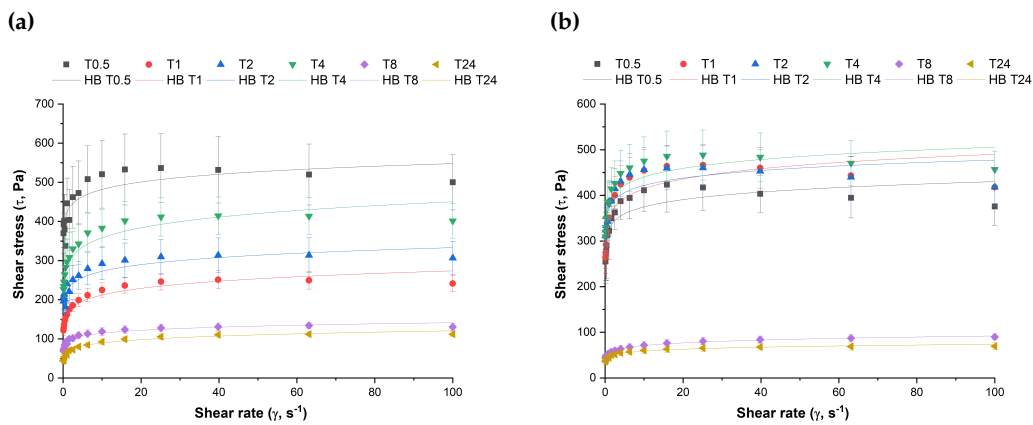 (a)
(b)
T0.5 T1 T2 T4 T8 T24
HB T0.5 HB T1 HB T2 HB T4 HB T8 HB T24
700
600
500
400
300
200
100
0
Shear stress (τ, Pa)
0 20 40 60 80 100
Shear rate (γ, s⁻¹)
T0.5 T1 T2 T4 T8 T24
HB T0.5 HB T1 HB T2 HB T4 HB T8 HB T24
600
500
400
300
200
100
0
Shear stress (τ, Pa)
0 20 40 60 80 100
Shear rate (γ, s⁻¹)